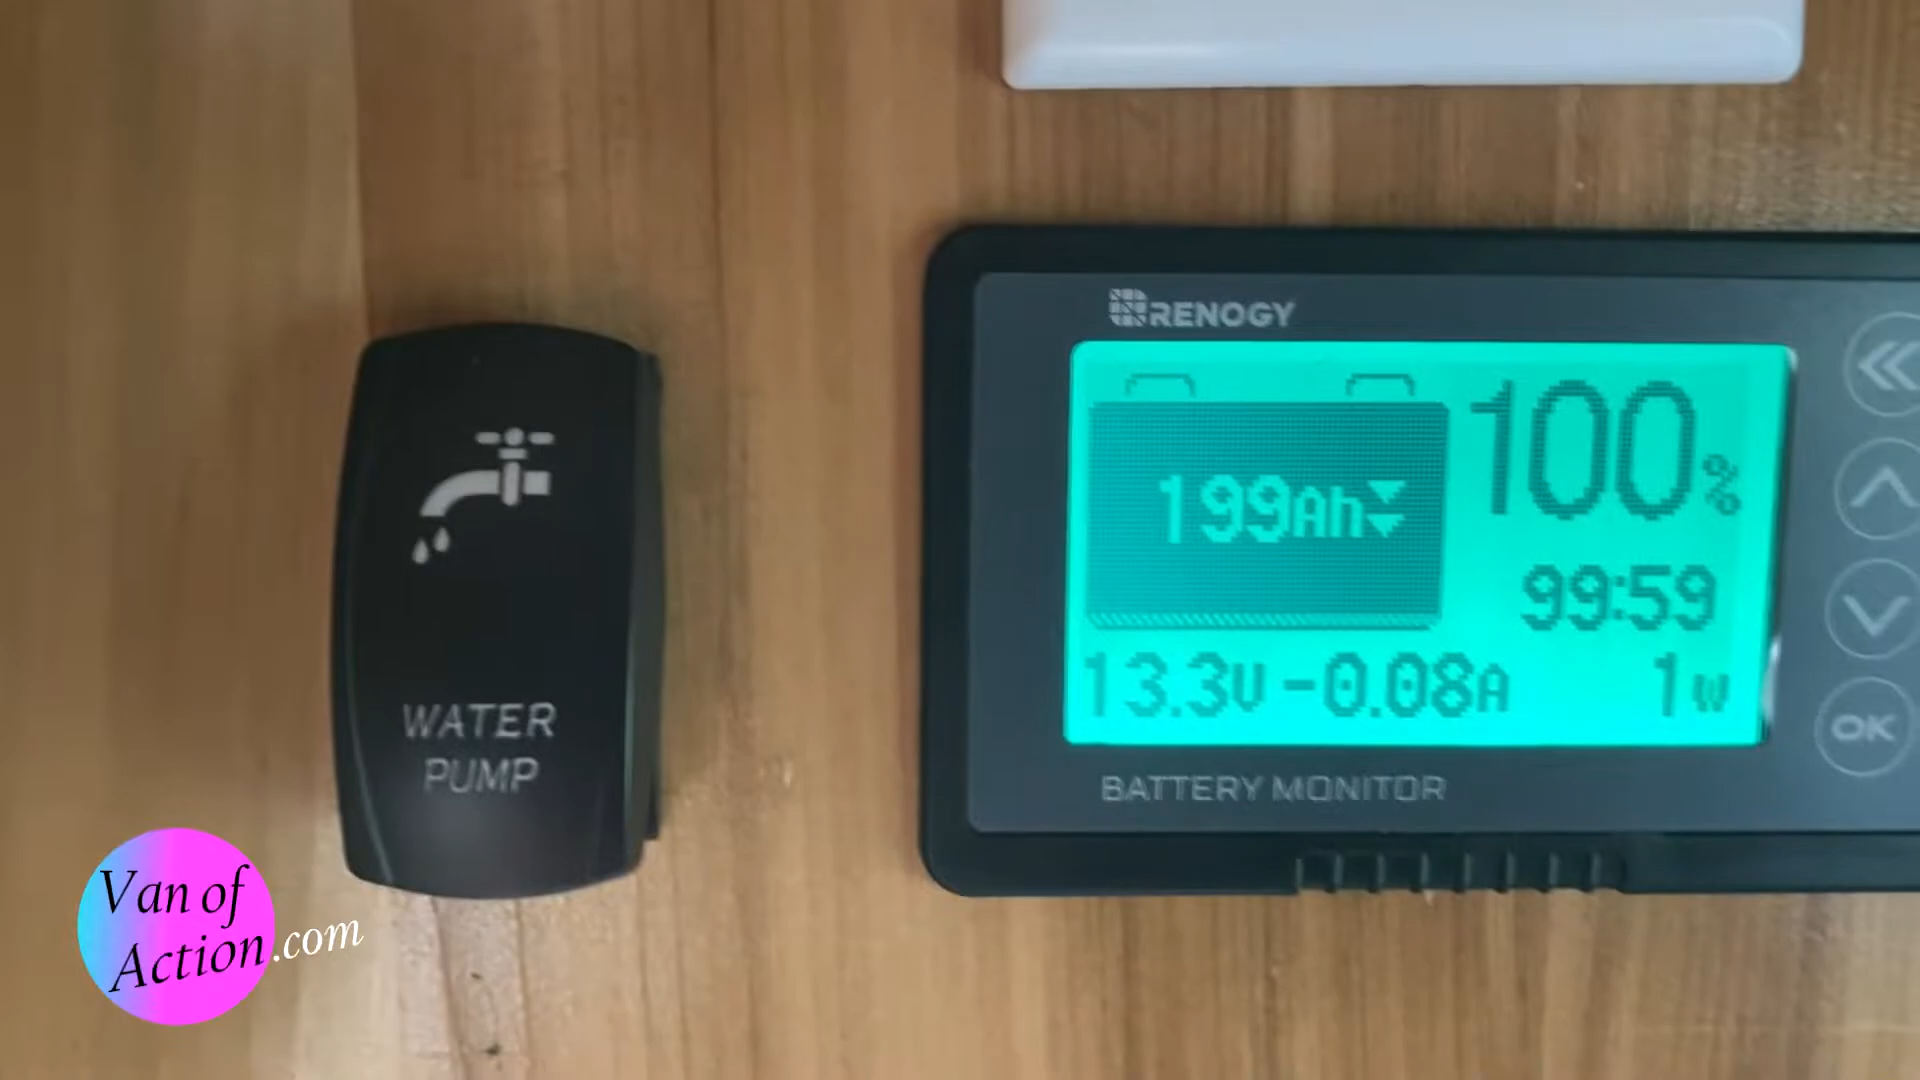 RENOGY
199Ah
100%
99:59
13.3V -0.08A 1W
OK
BATTERY MONITOR
WATER
PUMP
Van of
Action.com